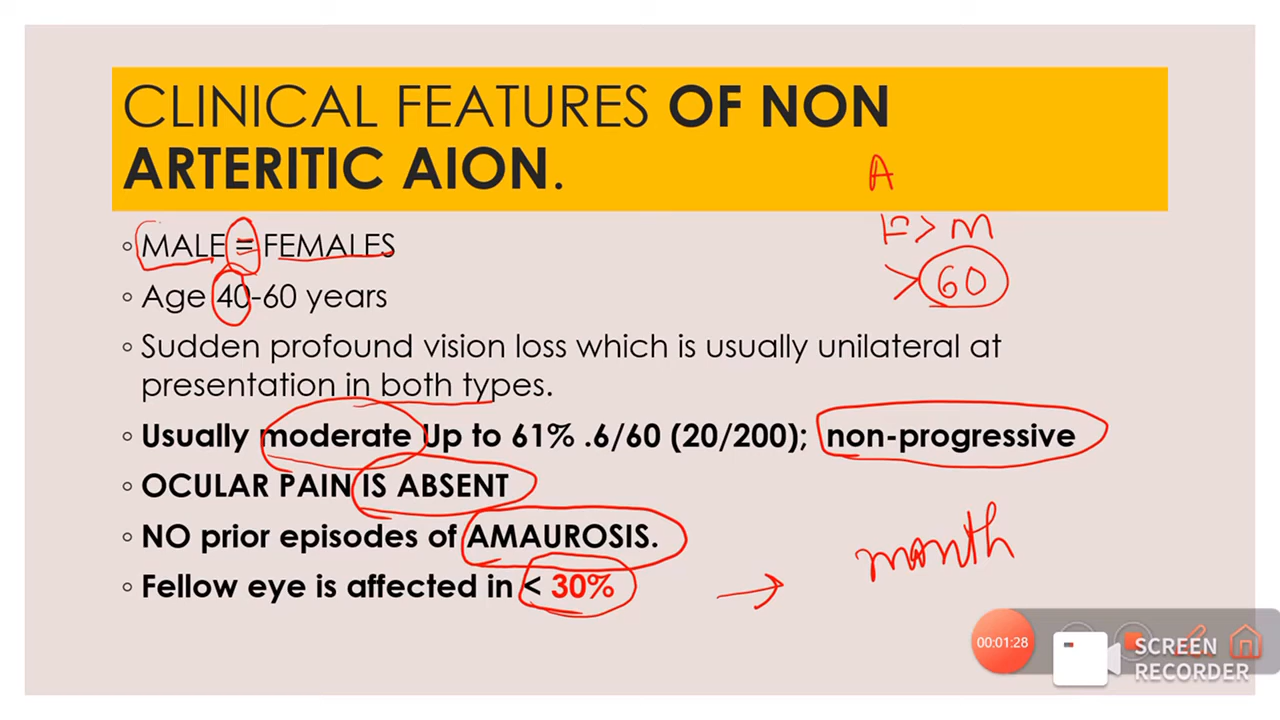 CLINICAL FEATURES OF NON
ARTERITIC AION.
A
◦ MALE = FEMALES
F > M
◦ Age 40-60 years
> 60
◦ Sudden profound vision loss which is usually unilateral at
presentation in both types.
◦ Usually moderate Up to 61% .6/60 (20/200); non-progressive
◦ OCULAR PAIN IS ABSENT
◦ NO prior episodes of AMAUROSIS.
month
◦ Fellow eye is affected in < 30% →
00:01:28
SCREEN
RECORDER